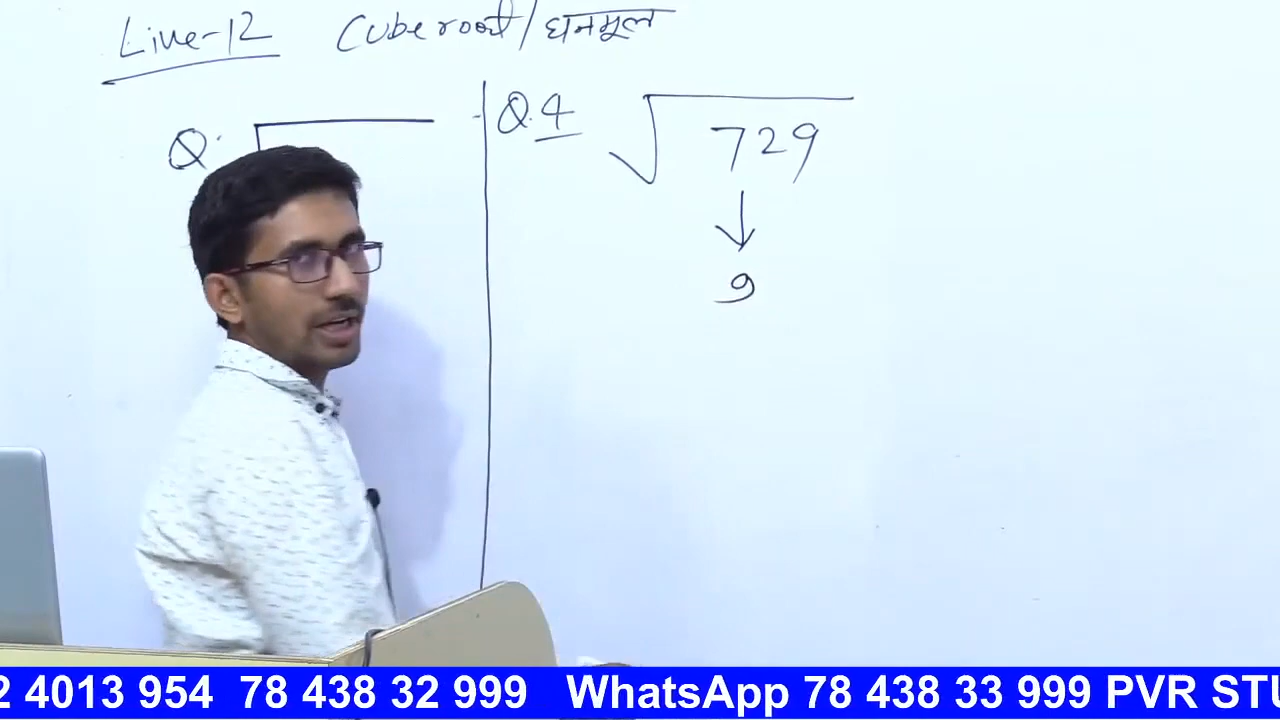 Live-12 Cube root/घनमूल
Q.
Q.4 √729
↓
9
2 4013 954 78 438 32 999 WhatsApp 78 438 33 999 PVR STU